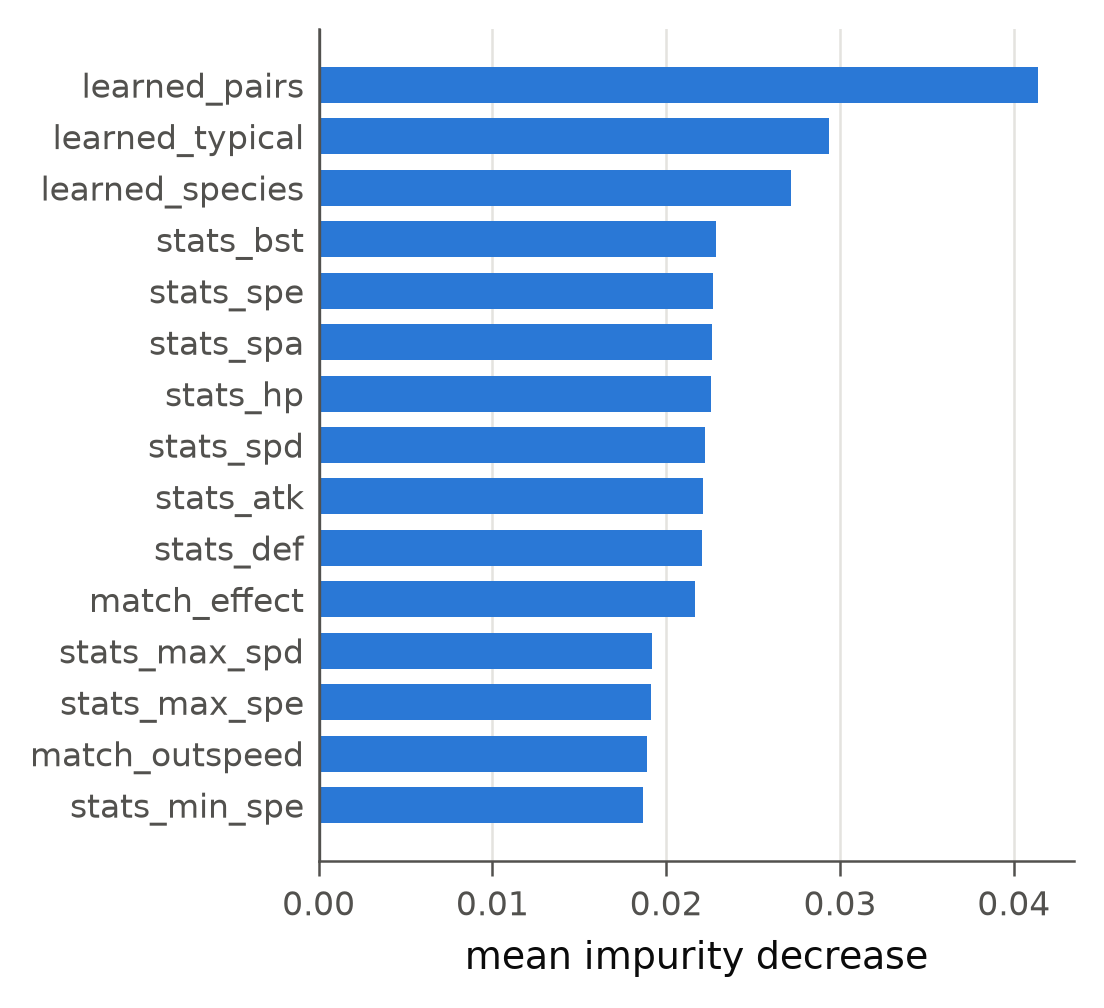 learned_pairs
learned_typical
learned_species
stats_bst
stats_spe
stats_spa
stats_hp
stats_spd
stats_atk
stats_def
match_effect
stats_max_spd
stats_max_spe
match_outspeed
stats_min_spe
0.00 0.01 0.02 0.03 0.04
mean impurity decrease